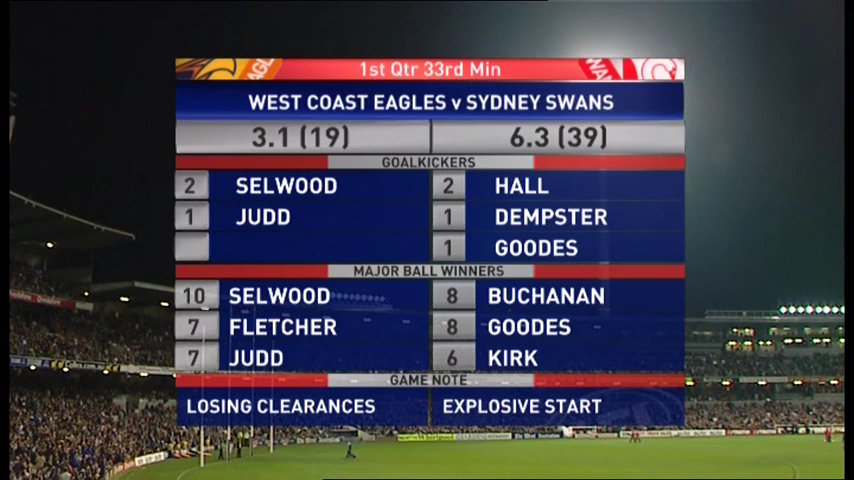 EAGLE
1st Qtr 33rd Min
SWAN
WEST COAST EAGLES v SYDNEY SWANS
3.1 (19) 6.3 (39)
GOALKICKERS
2 SELWOOD 2 HALL
1 JUDD 1 DEMPSTER
1 GOODES
MAJOR BALL WINNERS
10 SELWOOD 8 BUCHANAN
7 FLETCHER 8 GOODES
7 JUDD 6 KIRK
GAME NOTE
LOSING CLEARANCES EXPLOSIVE START